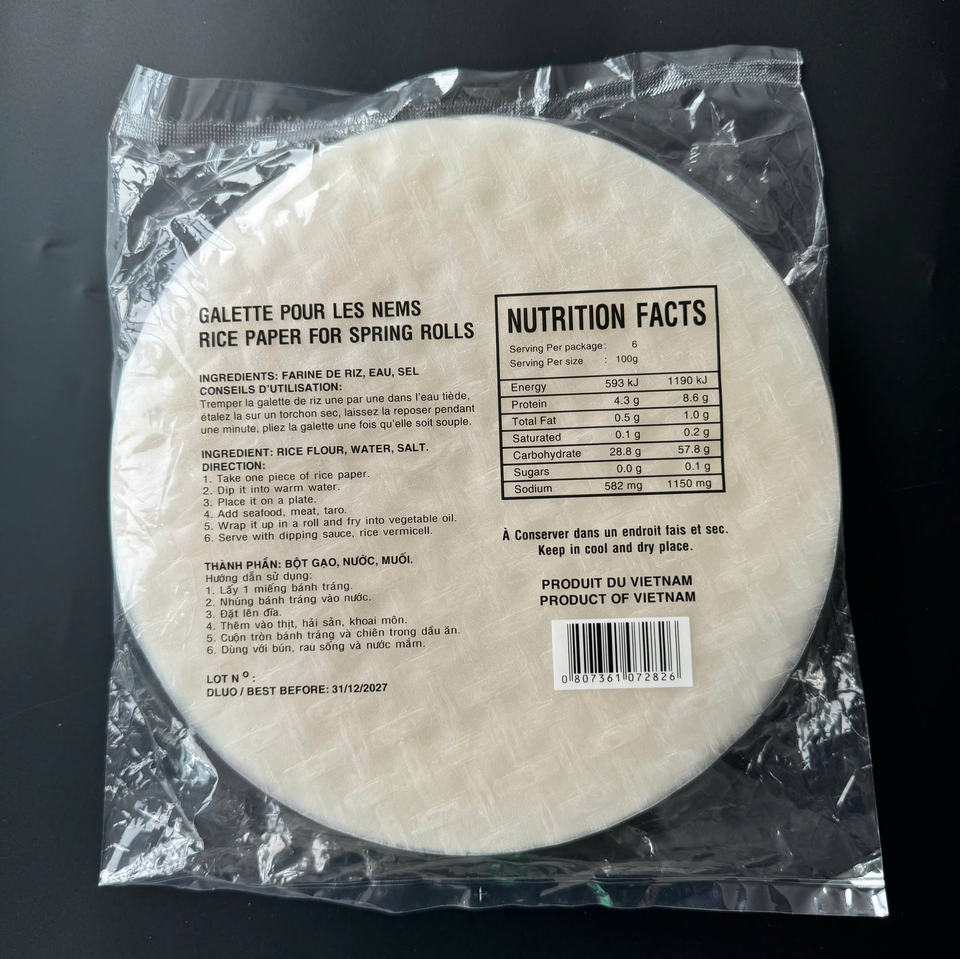 GALETTE POUR LES NEMS
RICE PAPER FOR SPRING ROLLS
INGREDIENTS: FARINE DE RIZ, EAU, SEL
CONSEILS D'UTILISATION:
Tremper la galette de riz une par une dans l'eau tiède,
étalez la sur un torchon sec, laissez la reposer pendant
une minute, pliez la galette une fois qu'elle soit souple.
INGREDIENT: RICE FLOUR, WATER, SALT.
DIRECTION:
1. Take one piece of rice paper.
2. Dip it into warm water.
3. Place it on a plate.
4. Add seafood, meat, taro.
5. Wrap it up in a roll and fry into vegetable oil.
6. Serve with dipping sauce, rice vermicell.
THÀNH PHẦN: BỘT GẠO, NƯỚC, MUỐI.
Hướng dẫn sử dụng:
1. Lấy 1 miếng bánh tráng.
2. Nhúng bánh tráng vào nước.
3. Đặt lên đĩa.
4. Thêm vào thịt, hải sản, khoai môn.
5. Cuộn tròn bánh tráng và chiên trong dầu ăn.
6. Dùng với bún, rau sống và nước mắm.
LOT Nº :
DLUO / BEST BEFORE: 31/12/2027
NUTRITION FACTS
Serving Per package: 6
Serving Per size : 100g
Energy 593 kJ 1190 kJ
Protein 4.3 g 8.6 g
Total Fat 0.5 g 1.0 g
Saturated 0.1 g 0.2 g
Carbohydrate 28.8 g 57.8 g
Sugars 0.0 g 0.1 g
Sodium 582 mg 1150 mg
À Conserver dans un endroit fais et sec.
Keep in cool and dry place.
PRODUIT DU VIETNAM
PRODUCT OF VIETNAM
0 807361 072826